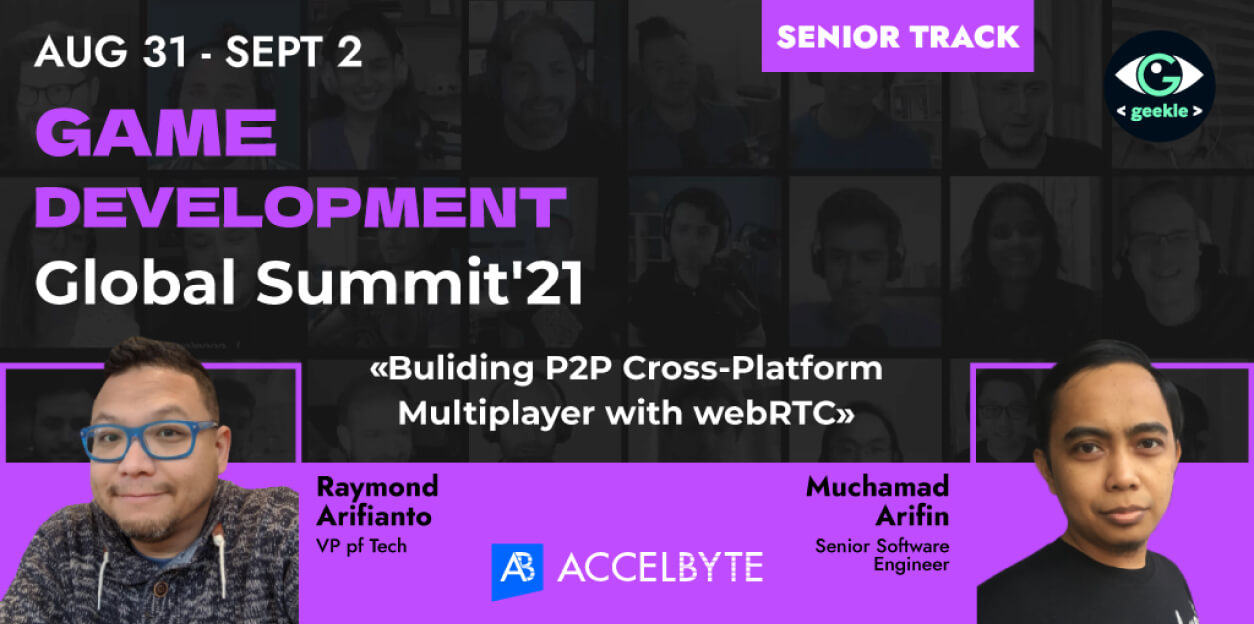 AUG 31 - SEPT 2
SENIOR TRACK
G
< geekle >
GAME
DEVELOPMENT
Global Summit'21
«Buliding P2P Cross-Platform
Multiplayer with webRTC»
Raymond
Arifianto
VP pf Tech
Muchamad
Arifin
Senior Software
Engineer
AB ACCELBYTE